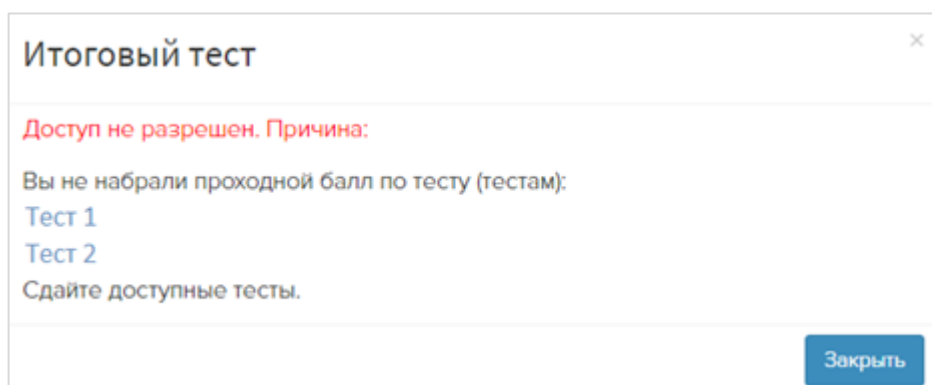 Итоговый тест
Доступ не разрешен. Причина:
Вы не набрали проходной балл по тесту (тестам):
Тест 1
Тест 2
Сдайте доступные тесты.
Закрыть